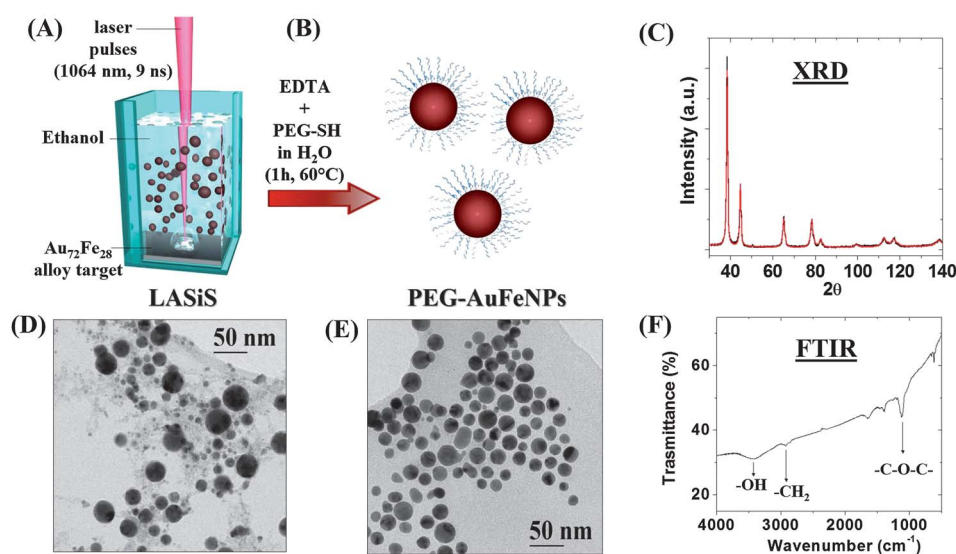 (A)
laser
pulses
(1064 nm, 9 ns)
Ethanol
Au72Fe28
alloy target
LASiS
(B)
EDTA
+
PEG-SH
in H2O
(1h, 60°C)
PEG-AuFeNPs
(C)
XRD
Intensity (a.u.)
40 60 80 100 120 140
2θ
(D)
50 nm
(E)
50 nm
(F)
FTIR
Trasmittance (%)
60
40
20
-OH
-CH2
-C-O-C-
4000 3000 2000 1000
Wavenumber (cm-1)